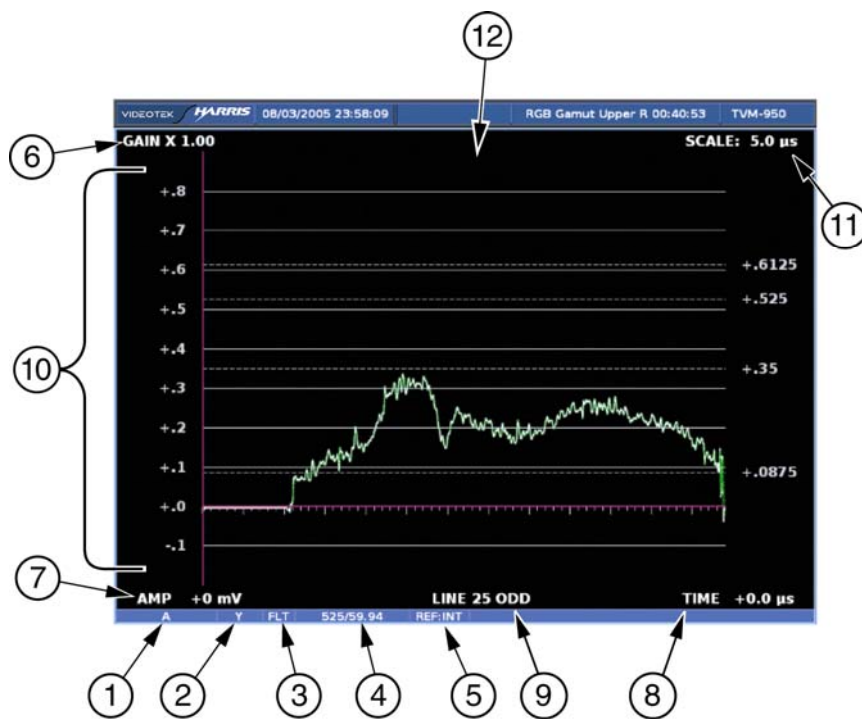 12
VIDEOTEK HARRIS 08/03/2005 23:58:09 RGB Gamut Upper R 00:40:53 TVM-950
6 GAIN X 1.00 SCALE: 5.0 µs
11
+.8
+.7
+.6 +.6125
+.5 +.525
+.4
10 +.3 +.35
+.2
+.1 +.0875
+.0
-.1
7 AMP +0 mV LINE 25 ODD TIME +0.0 µs
A Y FLT 525/59.94 REF:INT
1 2 3 4 5 9 8